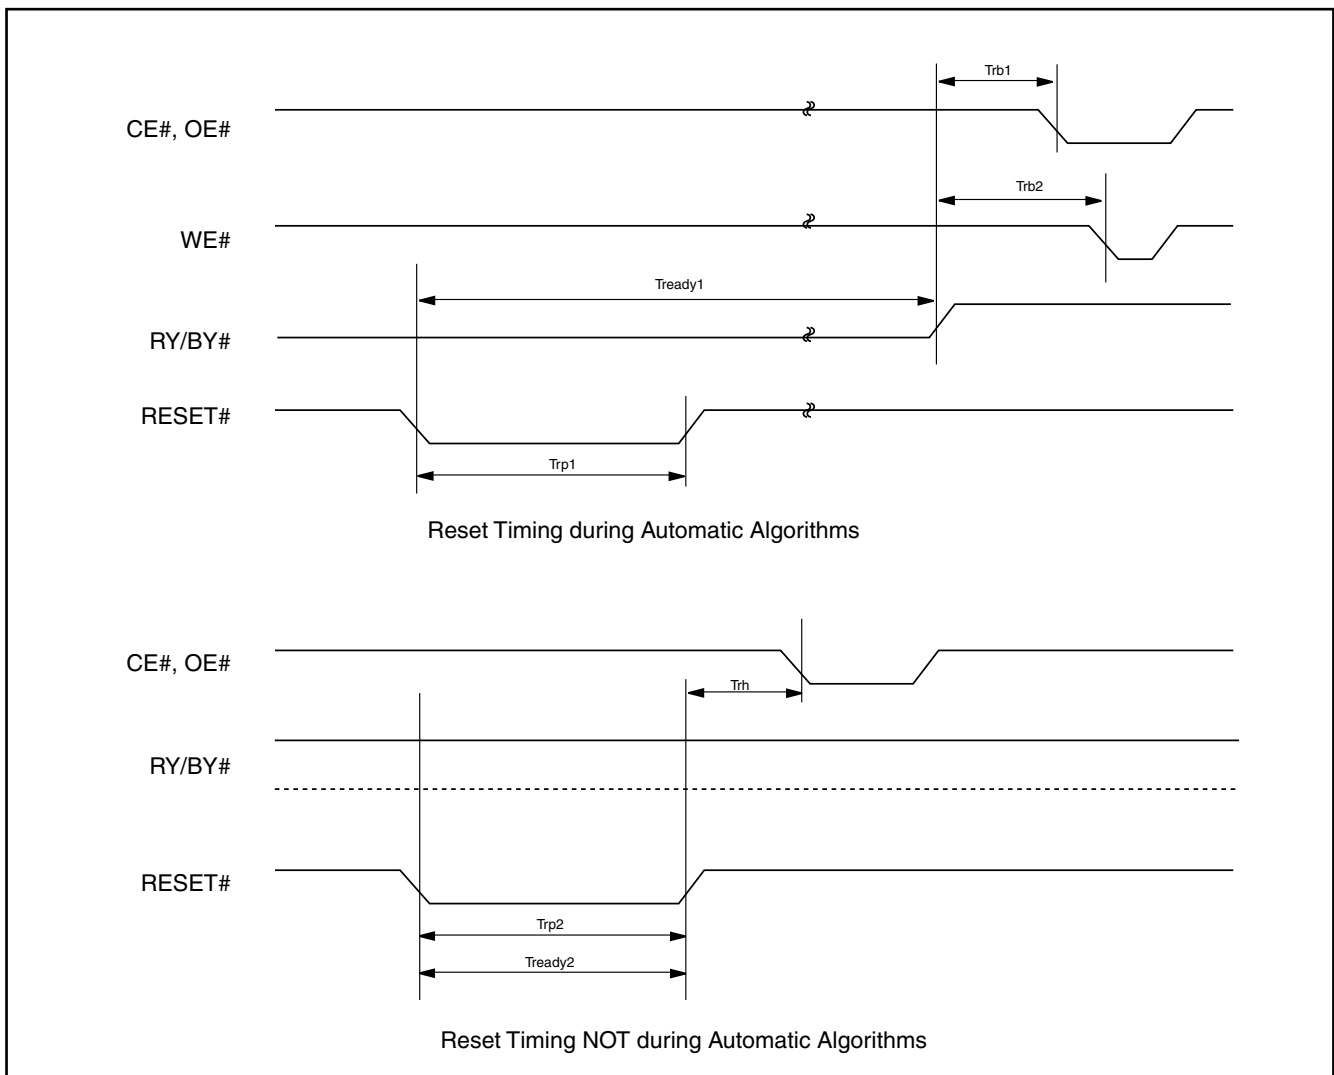 Trb1
CE#, OE#
Trb2
WE#
Tready1
RY/BY#
RESET#
Trp1
Reset Timing during Automatic Algorithms
CE#, OE#
Trh
RY/BY#
RESET#
Trp2
Tready2
Reset Timing NOT during Automatic Algorithms